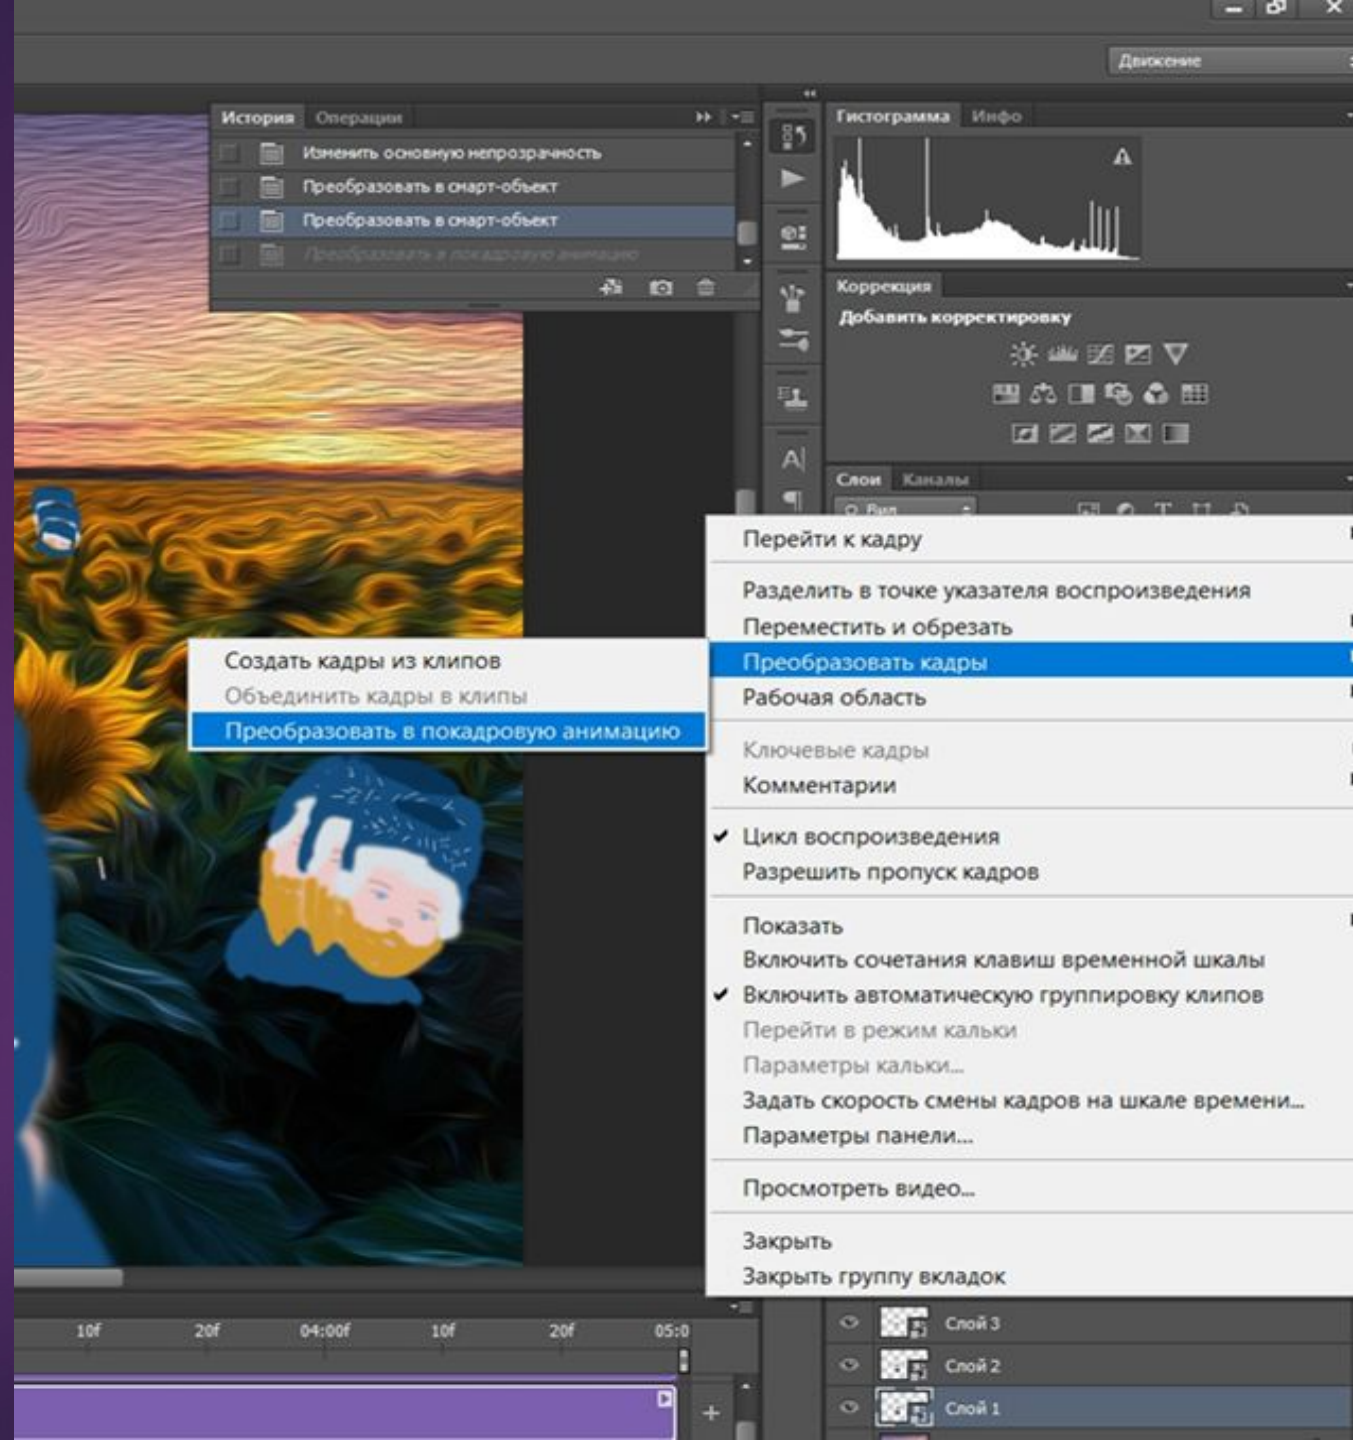 Движение
История Операции
Изменить основную непрозрачность
Преобразовать в смарт-объект
Преобразовать в смарт-объект
Преобразовать в покадровую анимацию
Гистограмма Инфо
Коррекция
Добавить корректировку
Слои Каналы
Вид
Перейти к кадру
Разделить в точке указателя воспроизведения
Переместить и обрезать
Преобразовать кадры
Рабочая область
Ключевые кадры
Комментарии
Цикл воспроизведения
Разрешить пропуск кадров
Показать
Включить сочетания клавиш временной шкалы
Включить автоматическую группировку клипов
Перейти в режим кальки
Параметры кальки...
Задать скорость смены кадров на шкале времени...
Параметры панели...
Просмотреть видео...
Закрыть
Закрыть группу вкладок
Создать кадры из клипов
Объединить кадры в клипы
Преобразовать в покадровую анимацию
10f 20f 04:00f 10f 20f 05:0
Слой 3
Слой 2
Слой 1